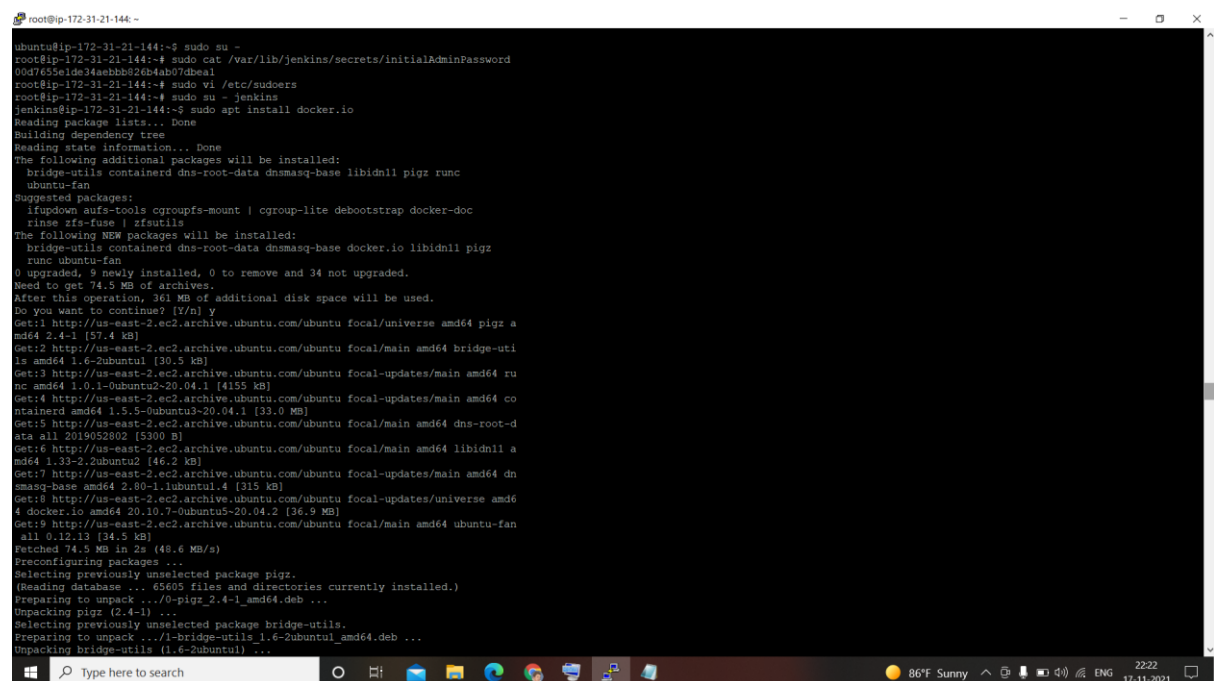 root@ip-172-31-21-144: ~
ubuntu@ip-172-31-21-144:~$ sudo su -
root@ip-172-31-21-144:~# sudo cat /var/lib/jenkins/secrets/initialAdminPassword
00d7655e1de34aebbb826b4ab07dbea1
root@ip-172-31-21-144:~# sudo vi /etc/sudoers
root@ip-172-31-21-144:~# sudo su - jenkins
jenkins@ip-172-31-21-144:~$ sudo apt install docker.io
Reading package lists... Done
Building dependency tree
Reading state information... Done
The following additional packages will be installed:
  bridge-utils containerd dns-root-data dnsmasq-base libidn11 pigz runc
  ubuntu-fan
Suggested packages:
  ifupdown aufs-tools cgroupfs-mount | cgroup-lite debootstrap docker-doc
  rinse zfs-fuse | zfsutils
The following NEW packages will be installed:
  bridge-utils containerd dns-root-data dnsmasq-base docker.io libidn11 pigz
  runc ubuntu-fan
0 upgraded, 9 newly installed, 0 to remove and 34 not upgraded.
Need to get 74.5 MB of archives.
After this operation, 361 MB of additional disk space will be used.
Do you want to continue? [Y/n] y
Get:1 http://us-east-2.ec2.archive.ubuntu.com/ubuntu focal/universe amd64 pigz a
md64 2.4-1 [57.4 kB]
Get:2 http://us-east-2.ec2.archive.ubuntu.com/ubuntu focal/main amd64 bridge-uti
ls amd64 1.6-2ubuntu1 [30.5 kB]
Get:3 http://us-east-2.ec2.archive.ubuntu.com/ubuntu focal-updates/main amd64 ru
nc amd64 1.0.1-0ubuntu2~20.04.1 [4155 kB]
Get:4 http://us-east-2.ec2.archive.ubuntu.com/ubuntu focal-updates/main amd64 co
ntainerd amd64 1.5.5-0ubuntu3~20.04.1 [33.0 MB]
Get:5 http://us-east-2.ec2.archive.ubuntu.com/ubuntu focal/main amd64 dns-root-d
ata all 2019052802 [5300 B]
Get:6 http://us-east-2.ec2.archive.ubuntu.com/ubuntu focal/main amd64 libidn11 a
md64 1.33-2.2ubuntu2 [46.2 kB]
Get:7 http://us-east-2.ec2.archive.ubuntu.com/ubuntu focal-updates/main amd64 dn
smasq-base amd64 2.80-1.1ubuntu1.4 [315 kB]
Get:8 http://us-east-2.ec2.archive.ubuntu.com/ubuntu focal-updates/universe amd6
4 docker.io amd64 20.10.7-0ubuntu5~20.04.2 [36.9 MB]
Get:9 http://us-east-2.ec2.archive.ubuntu.com/ubuntu focal/main amd64 ubuntu-fan
 all 0.12.13 [34.5 kB]
Fetched 74.5 MB in 2s (48.6 MB/s)
Preconfiguring packages ...
Selecting previously unselected package pigz.
(Reading database ... 65605 files and directories currently installed.)
Preparing to unpack .../0-pigz_2.4-1_amd64.deb ...
Unpacking pigz (2.4-1) ...
Selecting previously unselected package bridge-utils.
Preparing to unpack .../1-bridge-utils_1.6-2ubuntu1_amd64.deb ...
Unpacking bridge-utils (1.6-2ubuntu1) ...
Type here to search
86°F Sunny
ENG
22:22
17-11-2021